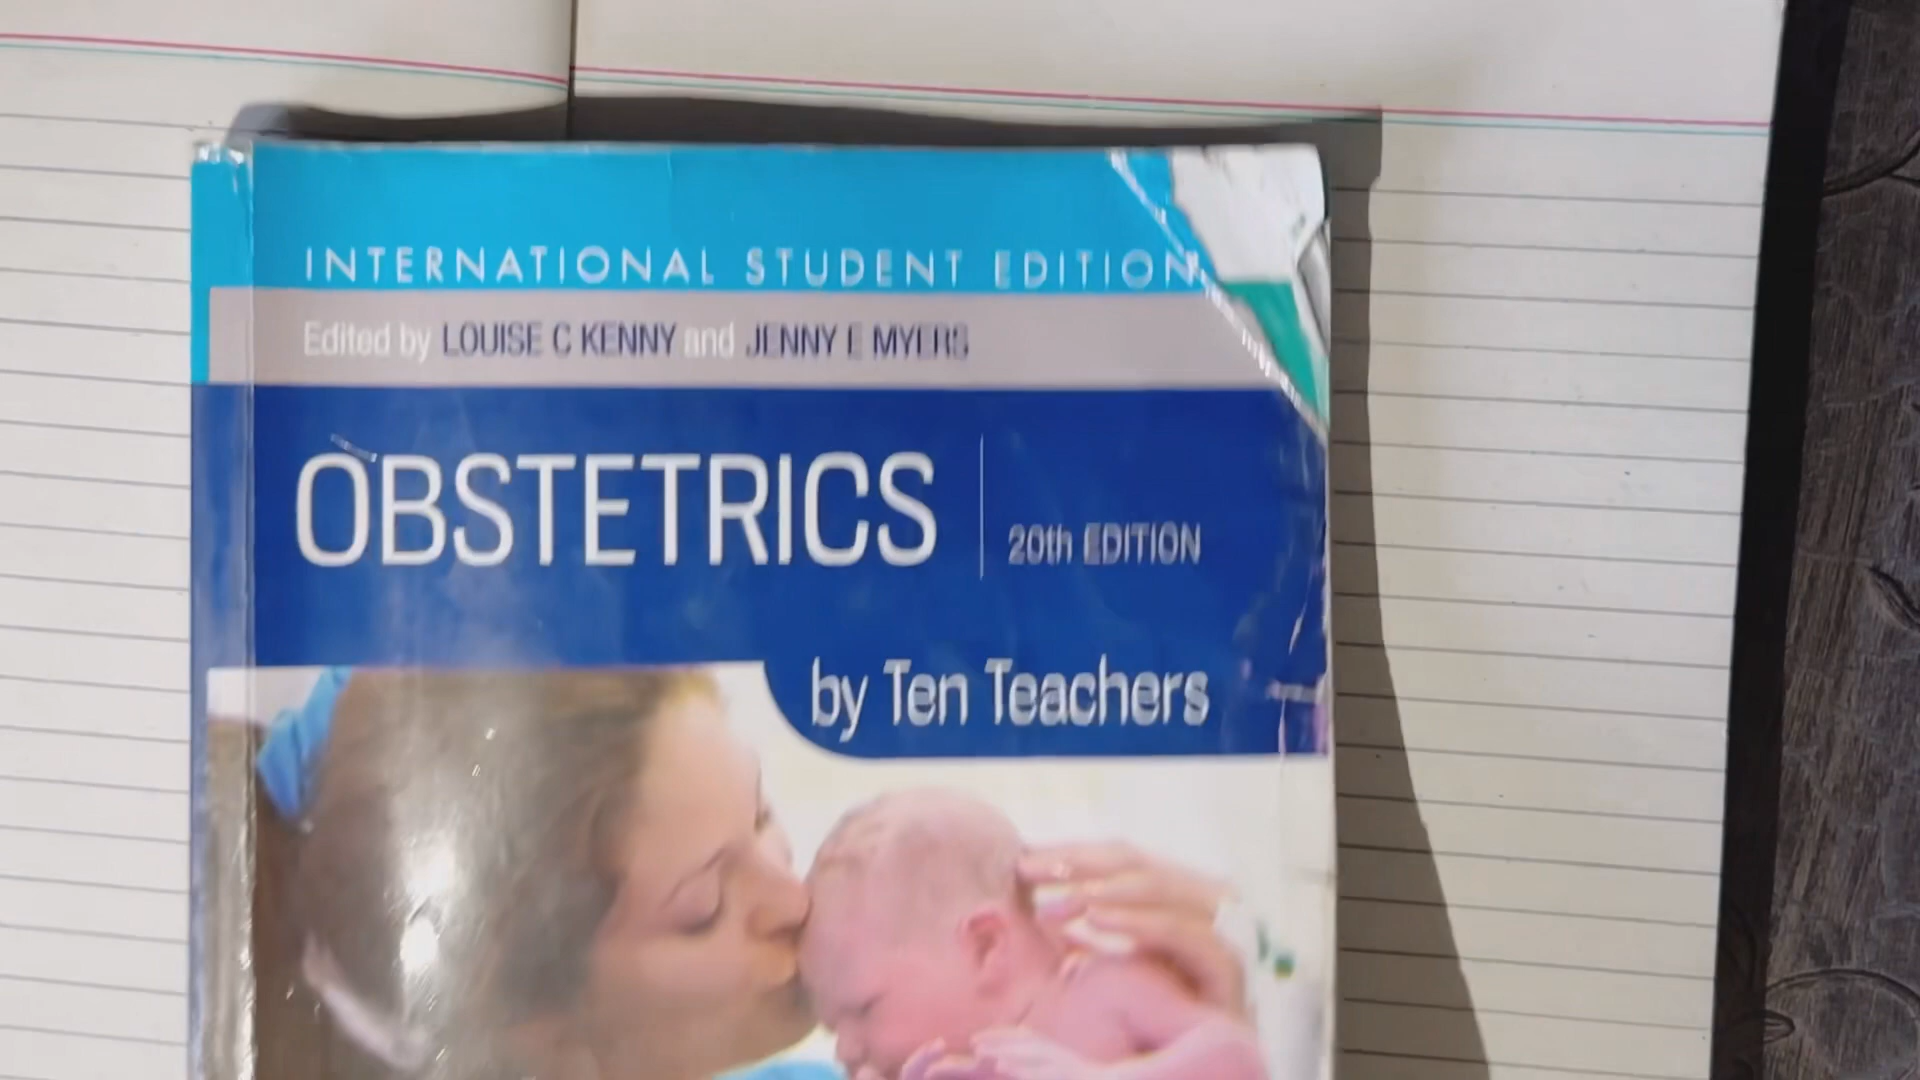 INTERNATIONAL STUDENT EDITION
Edited by LOUISE C KENNY and JENNY E MYERS
OBSTETRICS
20th EDITION
by Ten Teachers